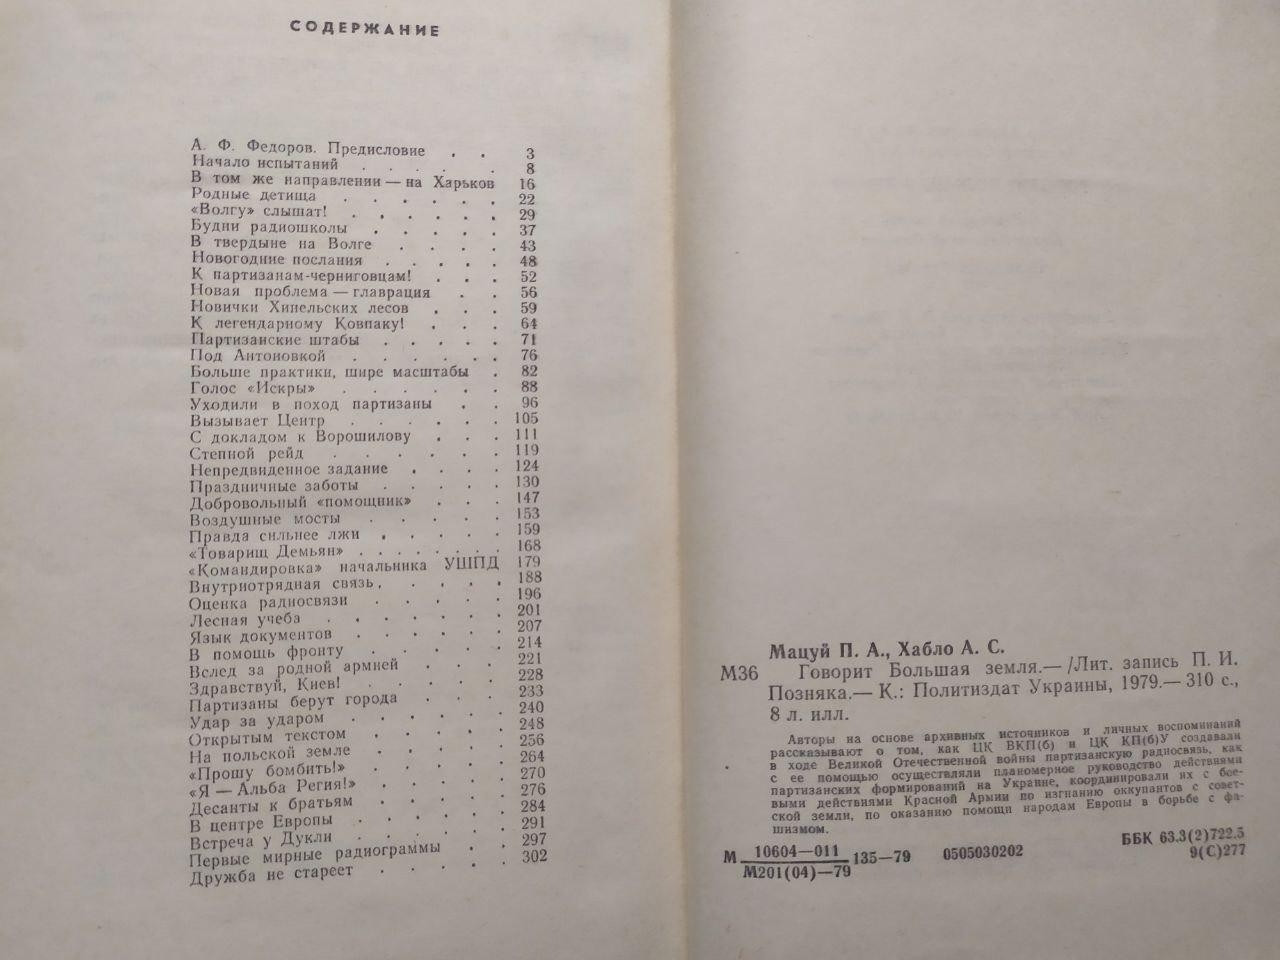 СОДЕРЖАНИЕ
А. Ф. Федоров. Предисловие . . 3
Начало испытаний . . . . . 8
В том же направлении — на Харьков 16
Родные детища . . . . . . 22
«Волгу» слышат! . . . . . . 29
Будни радиошколы . . . . . 37
В твердыне на Волге . . . . 43
Новогодние послания . . . . . 48
К партизанам-черниговцам! . . . 52
Новая проблема — главрация . . 56
Новички Хинельских лесов . . . 59
К легендарному Ковпаку! . . . 64
Партизанские штабы . . . . . 71
Под Антоновкой . . . . . . 76
Больше практики, шире масштабы . 82
Голос «Искры» . . . . . . 88
Уходили в поход партизаны . . 96
Вызывает Центр . . . . . . 105
С докладом к Ворошилову . . . 111
Степной рейд . . . . . . 119
Непредвиденное задание . . . . 124
Праздничные заботы . . . . . 130
Добровольный «помощник» . . . 147
Воздушные мосты . . . . . 153
Правда сильнее лжи . . . . . 159
«Товарищ Демьян» . . . . . . . . 168
«Командировка» начальника УШПД 179
Внутриотрядная связь . . . . . 188
Оценка радиосвязи . . . . . 196
Лесная учеба . . . . . . 201
Язык документов . . . . . 207
В помощь фронту . . . . . 214
Вслед за родной армией . . . 221
Здравствуй, Киев! . . . . . 228
Партизаны берут города . . . 233
Удар за ударом . . . . . 240
Открытым текстом . . . . . 248
На польской земле . . . . . 256
«Прошу бомбить!» . . . . . 264
«Я — Альба Регия!» . . . . . 270
Десанты к братьям . . . . . 276
В центре Европы . . . . . 284
Встреча у Дукли . . . . . 291
Первые мирные радиограммы . . 297
Дружба не стареет . . . . . 302
Мацуй П. А., Хабло А. С.
М36 Говорит Большая земля.— /Лит. запись П. И.
Позняка.— К.: Политиздат Украины, 1979.— 310 с.,
8 л. илл.
Авторы на основе архивных источников и личных воспоминаний
рассказывают о том, как ЦК ВКП(б) и ЦК КП(б)У создавали
в ходе Великой Отечественной войны партизанскую радиосвязь, как
с ее помощью осуществляли планомерное руководство действиями
партизанских формирований на Украине, координировали их с бое-
выми действиями Красной Армии по изгнанию оккупантов с совет-
ской земли, по оказанию помощи народам Европы в борьбе с фа-
шизмом.
М 10604—011 135—79 0505030202 ББК 63.3(2)722.5
М201(04)—79 9(С)277